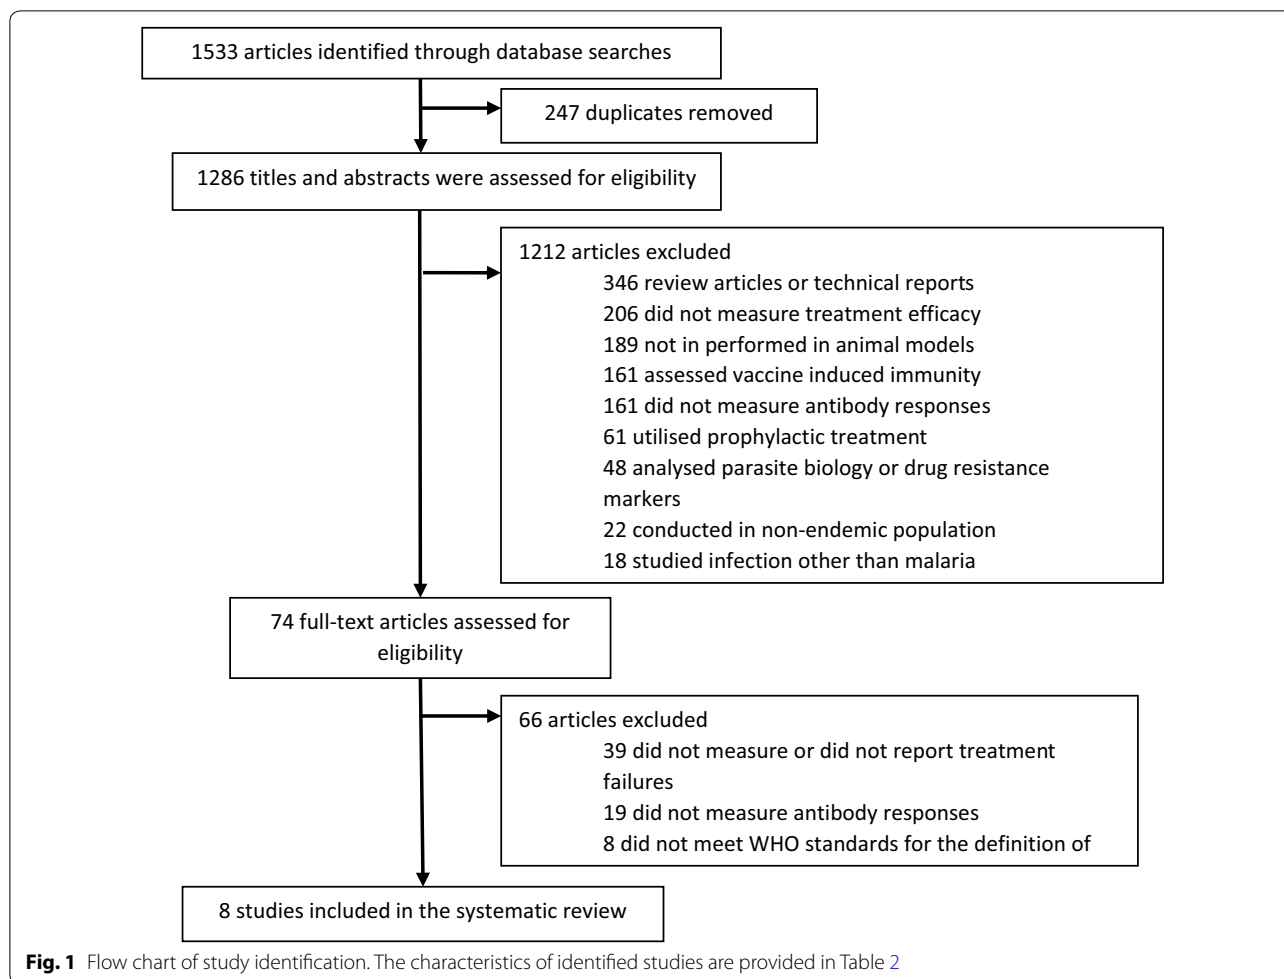 1533 articles identified through database searches
247 duplicates removed
1286 titles and abstracts were assessed for eligibility
1212 articles excluded
346 review articles or technical reports
206 did not measure treatment efficacy
189 not in performed in animal models
161 assessed vaccine induced immunity
161 did not measure antibody responses
61 utilised prophylactic treatment
48 analysed parasite biology or drug resistance
markers
22 conducted in non-endemic population
18 studied infection other than malaria
74 full-text articles assessed for
eligibility
66 articles excluded
39 did not measure or did not report treatment
failures
19 did not measure antibody responses
8 did not meet WHO standards for the definition of
8 studies included in the systematic review
Fig. 1 Flow chart of study identification. The characteristics of identified studies are provided in Table 2